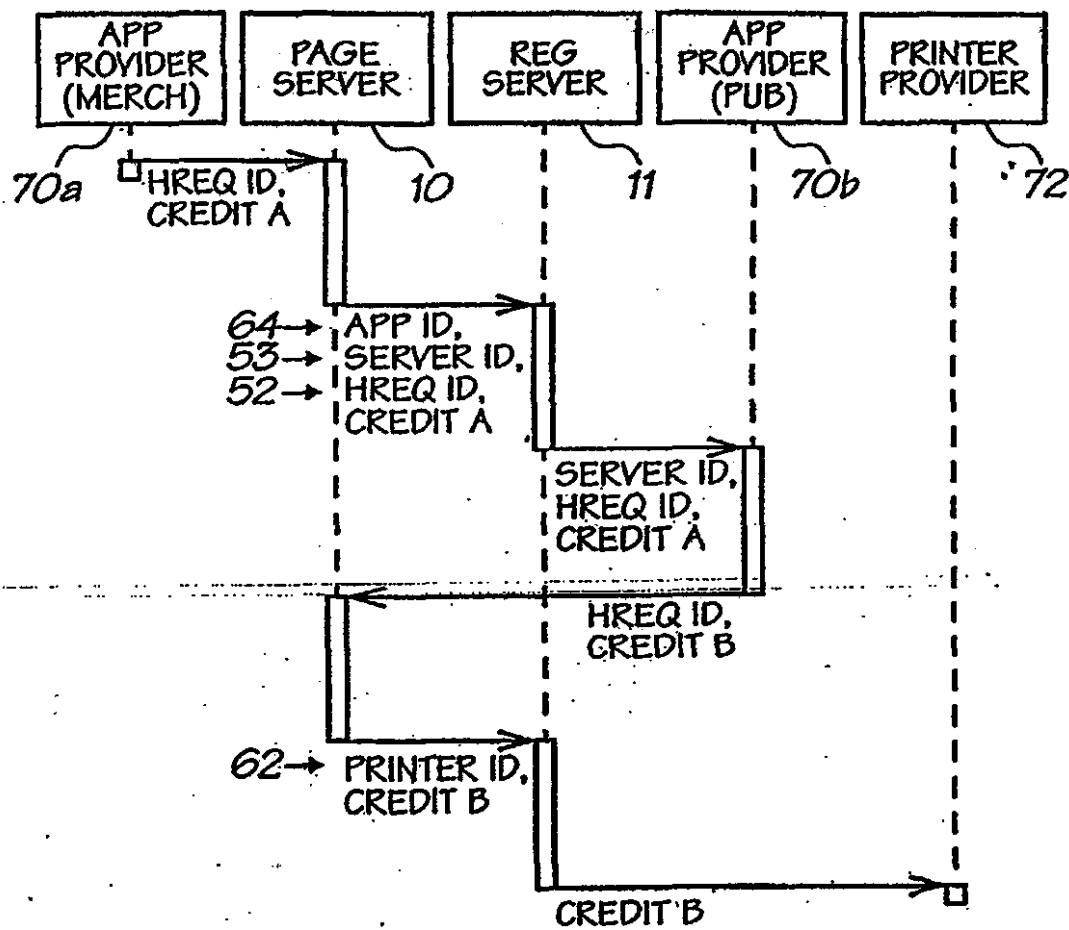 APP
PROVIDER
(MERCH)
PAGE
SERVER
REG
SERVER
APP
PROVIDER
(PUB)
PRINTER
PROVIDER
70a
10
11
70b
72
HREQ ID,
CREDIT A
64
APP ID,
53
SERVER ID,
52
HREQ ID,
CREDIT A
SERVER ID,
HREQ ID,
CREDIT A
HREQ ID,
CREDIT B
62
PRINTER ID,
CREDIT B
CREDIT B